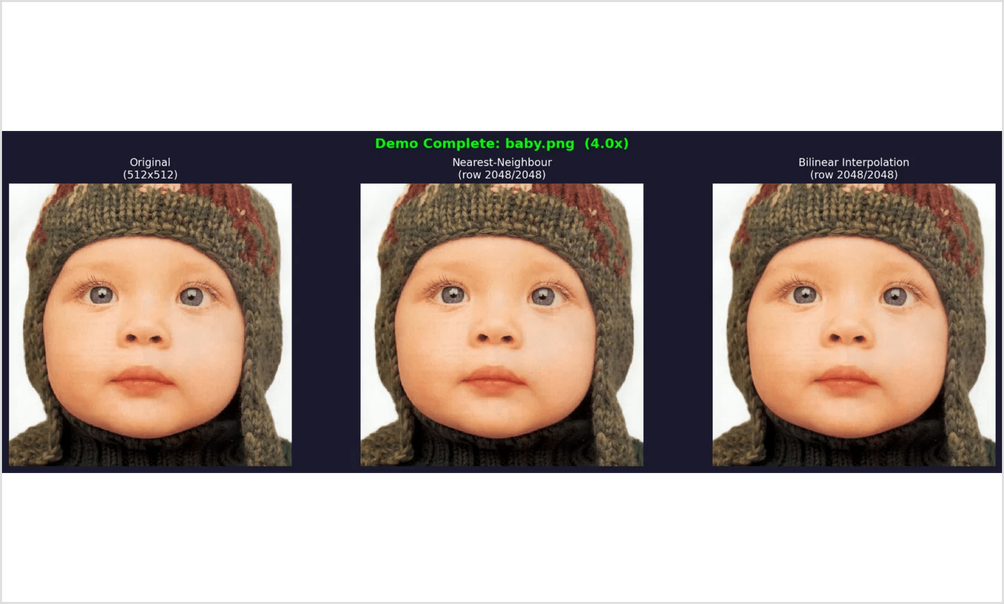 Demo Complete: baby.png (4.0x)
Original
(512x512)
Nearest-Neighbour
(row 2048/2048)
Bilinear Interpolation
(row 2048/2048)